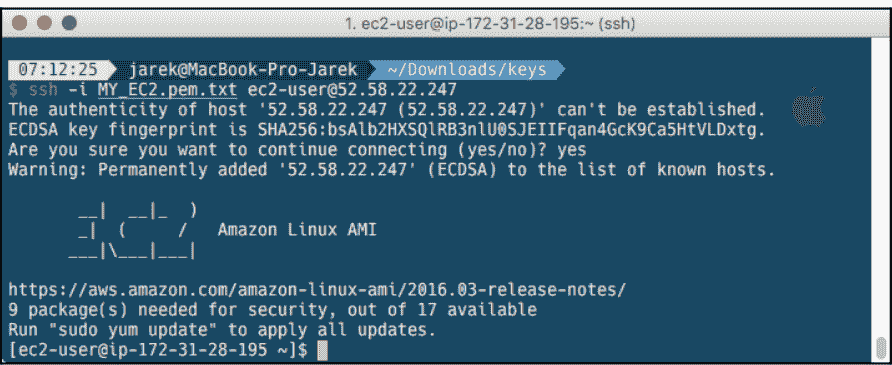 1. ec2-user@ip-172-31-28-195:~ (ssh)
07:12:25 jarek@MacBook-Pro-Jarek ~/Downloads/keys
$ ssh -i MY_EC2.pem.txt ec2-user@52.58.22.247
The authenticity of host '52.58.22.247 (52.58.22.247)' can't be established.
ECDSA key fingerprint is SHA256:bsAlb2HXSQlRB3nlU0SJEIIFqan4GcK9Ca5HtVLDxtg.
Are you sure you want to continue connecting (yes/no)? yes
Warning: Permanently added '52.58.22.247' (ECDSA) to the list of known hosts.
       __|  __|_  )
       _|  (     /   Amazon Linux AMI
      ___|\___|___|
https://aws.amazon.com/amazon-linux-ami/2016.03-release-notes/
9 package(s) needed for security, out of 17 available
Run "sudo yum update" to apply all updates.
[ec2-user@ip-172-31-28-195 ~]$